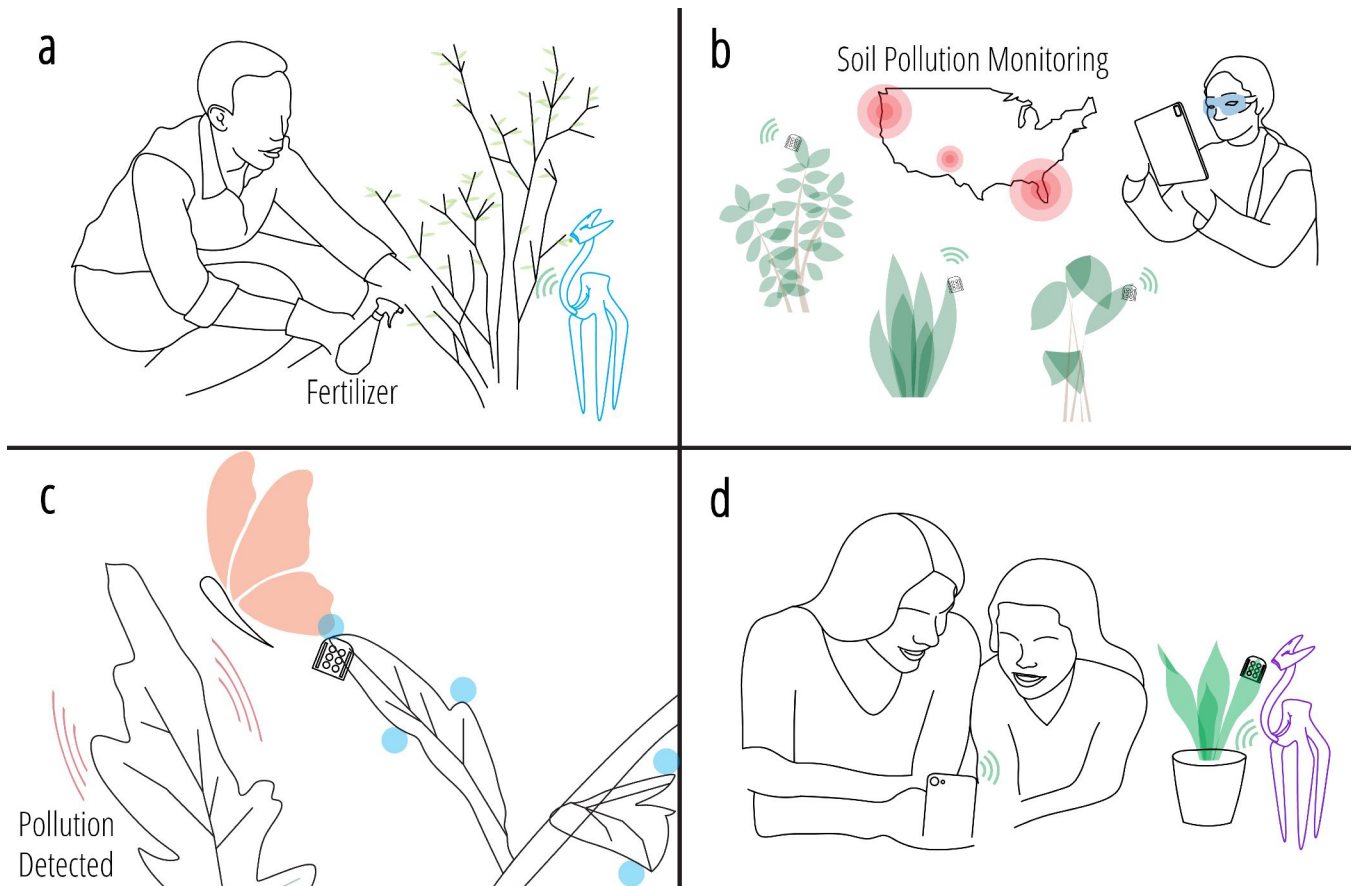 a
Fertilizer
b
Soil Pollution Monitoring
c
Pollution
Detected
d